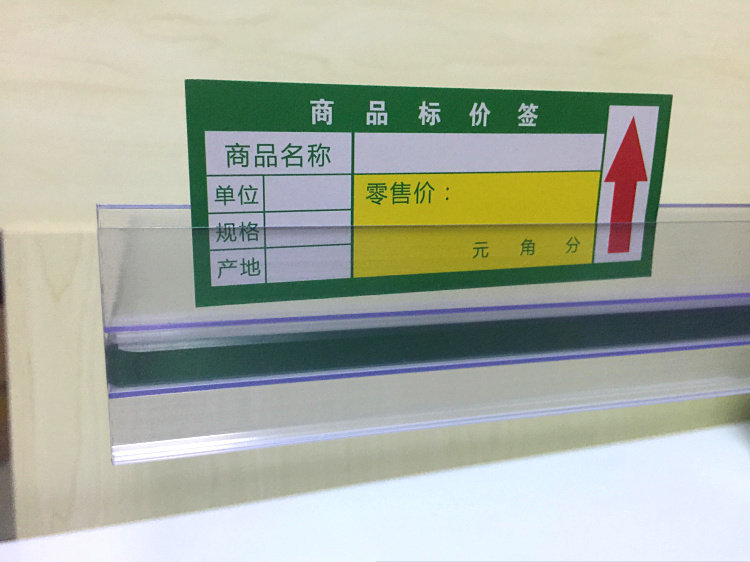 商品标价签
商品名称
单位
零售价：
规格
产地
元 角 分